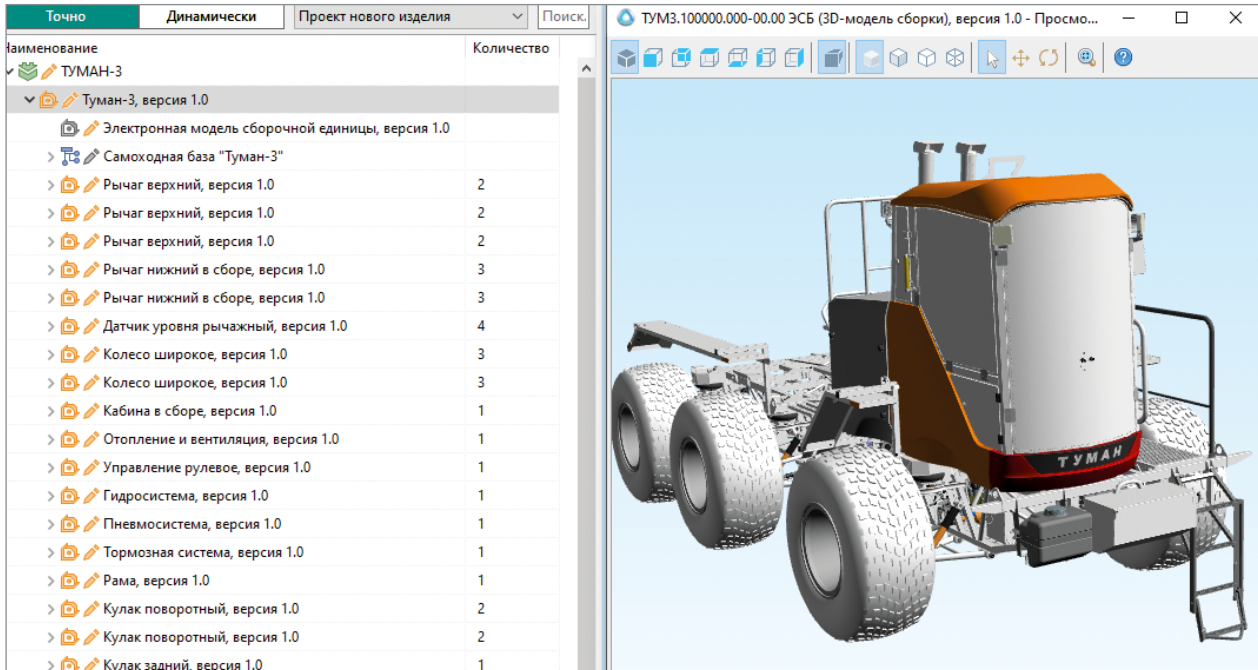 Точно Динамически Проект нового изделия Поиск.
Наименование Количество
ТУМАН-3
Туман-3, версия 1.0
Электронная модель сборочной единицы, версия 1.0
Самоходная база "Туман-3"
Рычаг верхний, версия 1.0 2
Рычаг верхний, версия 1.0 2
Рычаг верхний, версия 1.0 2
Рычаг нижний в сборе, версия 1.0 3
Рычаг нижний в сборе, версия 1.0 3
Датчик уровня рычажный, версия 1.0 4
Колесо широкое, версия 1.0 3
Колесо широкое, версия 1.0 3
Кабина в сборе, версия 1.0 1
Отопление и вентиляция, версия 1.0 1
Управление рулевое, версия 1.0 1
Гидросистема, версия 1.0 1
Пневмосистема, версия 1.0 1
Тормозная система, версия 1.0 1
Рама, версия 1.0 1
Кулак поворотный, версия 1.0 2
Кулак поворотный, версия 1.0 2
Кулак задний, версия 1.0 1
ТУМ3.100000.000-00.00 ЭСБ (3D-модель сборки), версия 1.0 - Просмо...
ТУМАН